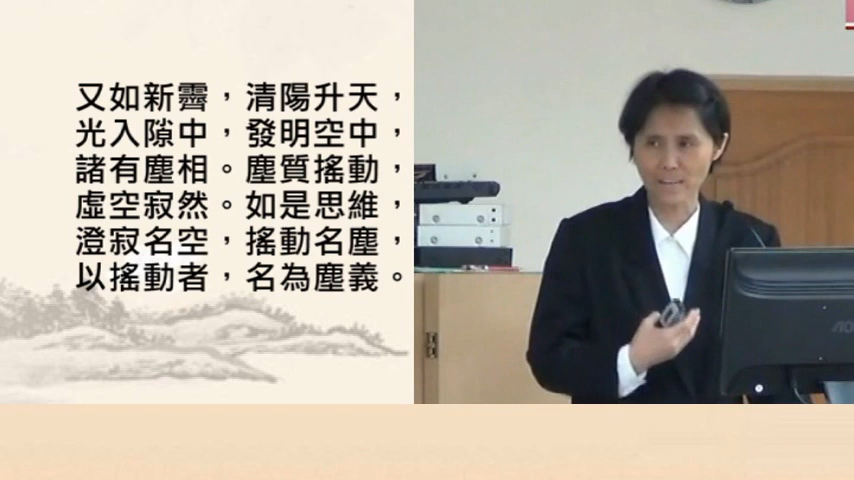 又如新霽，清陽升天，
光入隙中，發明空中，
諸有塵相。塵質搖動，
虛空寂然。如是思維，
澄寂名空，搖動名塵，
以搖動者，名為塵義。